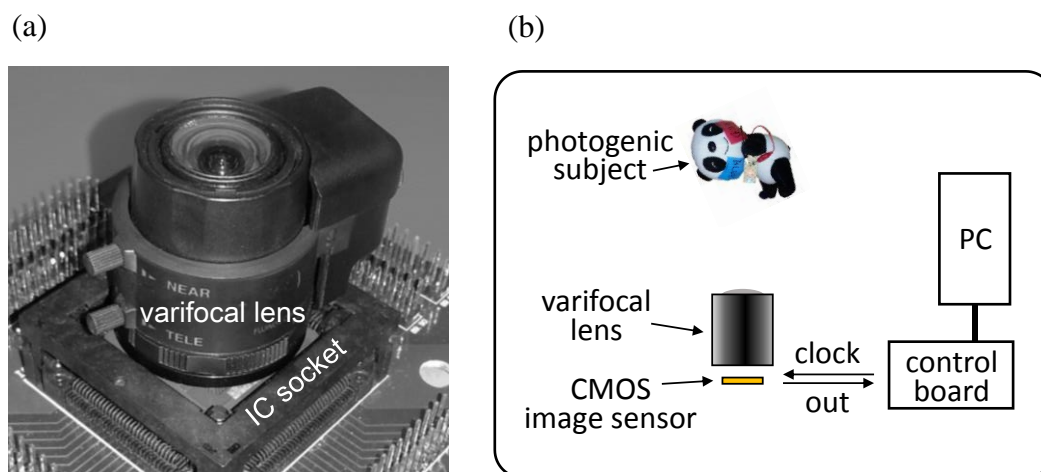 (a)
(b)
NEAR
varifocal lens
TELE
IC socket
photogenic
subject
PC
varifocal
lens
clock
control
board
CMOS
image sensor
out